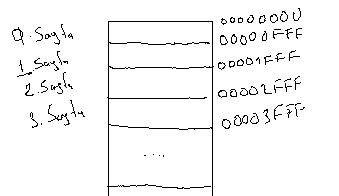 0. Sayfa 00000000
00000FFF
1. Sayfa 00001FFF
2. Sayfa 00002FFF
3. Sayfa 00003FFF
....